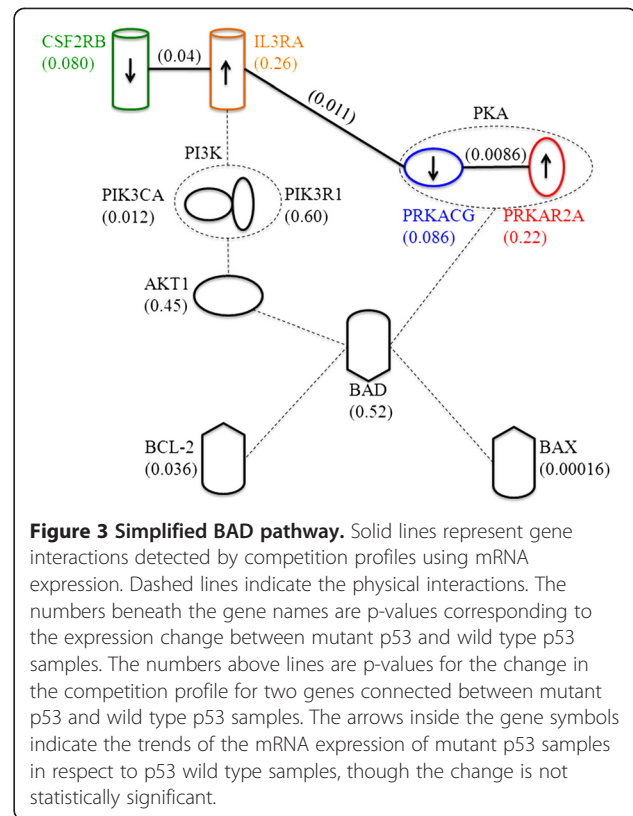 CSF2RB
(0.080)
(0.04)
IL3RA
(0.26)
(0.011)
PKA
(0.0086)
PRKACG
(0.086)
PRKAR2A
(0.22)
PI3K
PIK3CA
(0.012)
PIK3R1
(0.60)
AKT1
(0.45)
BAD
(0.52)
BCL-2
(0.036)
BAX
(0.00016)
Figure 3 Simplified BAD pathway. Solid lines represent gene
interactions detected by competition profiles using mRNA
expression. Dashed lines indicate the physical interactions. The
numbers beneath the gene names are p-values corresponding to
the expression change between mutant p53 and wild type p53
samples. The numbers above lines are p-values for the change in
the competition profile for two genes connected between mutant
p53 and wild type p53 samples. The arrows inside the gene symbols
indicate the trends of the mRNA expression of mutant p53 samples
in respect to p53 wild type samples, though the change is not
statistically significant.